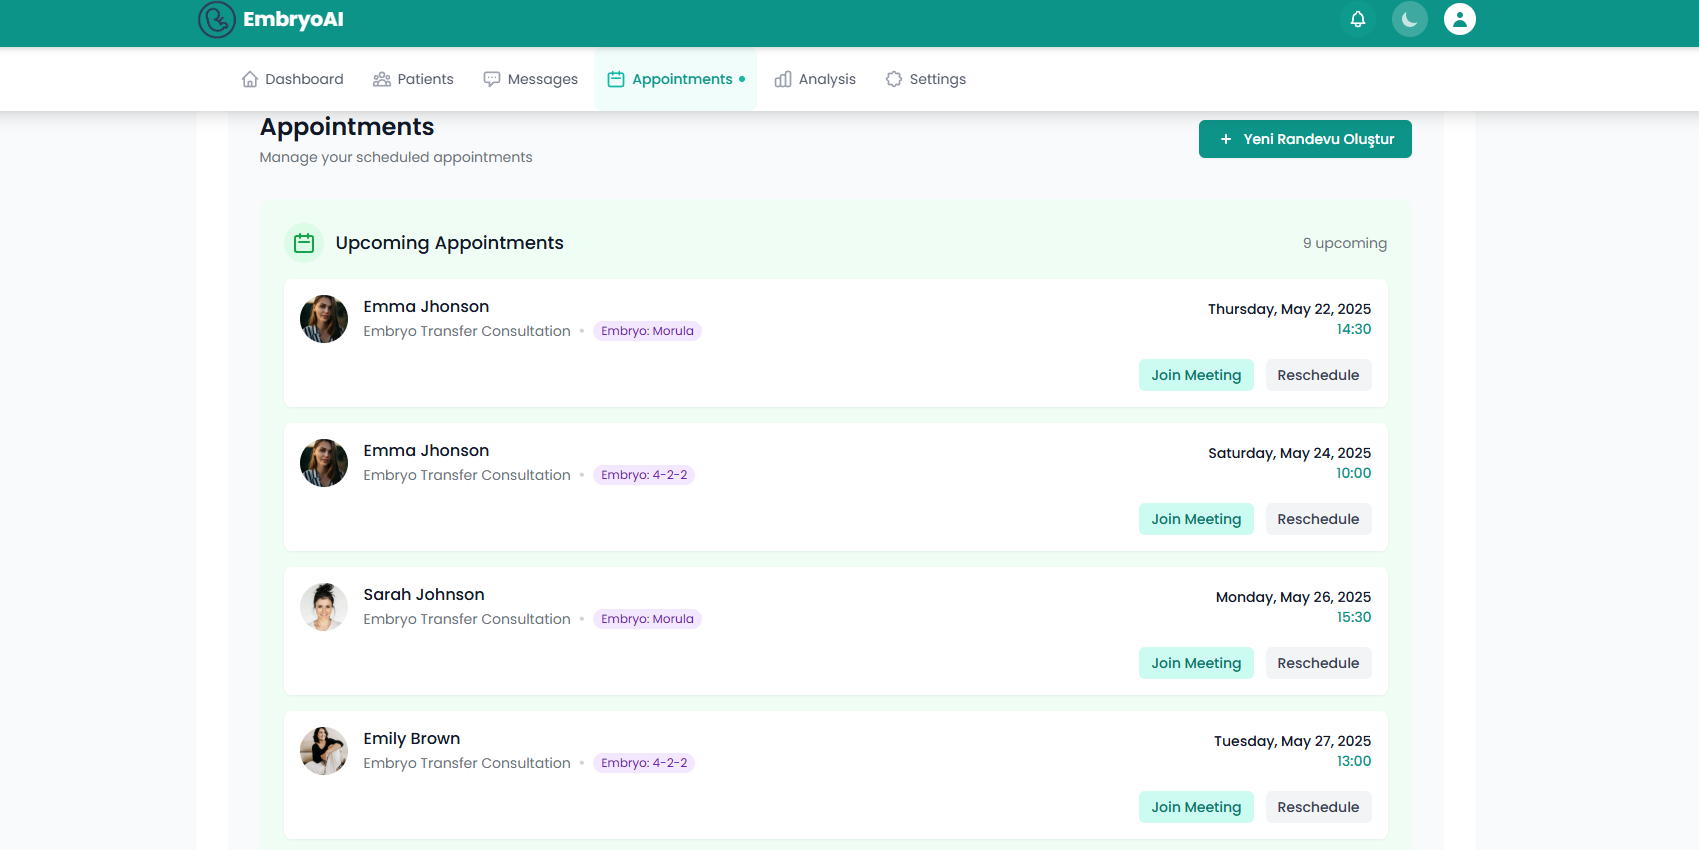 EmbryoAI
Dashboard Patients Messages Appointments Analysis Settings
Appointments
Manage your scheduled appointments
+ Yeni Randevu Oluştur
Upcoming Appointments
9 upcoming
Emma Jhonson
Embryo Transfer Consultation • Embryo: Morula
Thursday, May 22, 2025
14:30
Join Meeting Reschedule
Emma Jhonson
Embryo Transfer Consultation • Embryo: 4-2-2
Saturday, May 24, 2025
10:00
Join Meeting Reschedule
Sarah Johnson
Embryo Transfer Consultation • Embryo: Morula
Monday, May 26, 2025
15:30
Join Meeting Reschedule
Emily Brown
Embryo Transfer Consultation • Embryo: 4-2-2
Tuesday, May 27, 2025
13:00
Join Meeting Reschedule